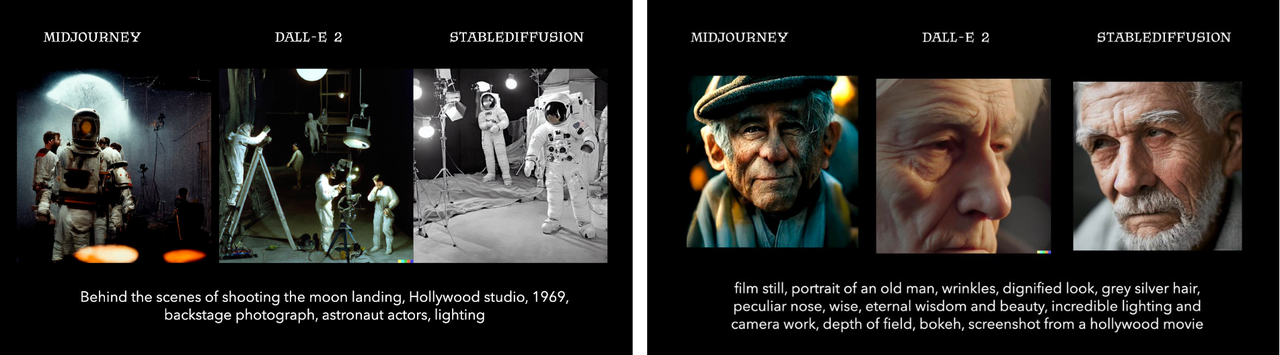 MIDJOURNEY
DALL-E 2
STABLEDIFFUSION
Behind the scenes of shooting the moon landing, Hollywood studio, 1969,
backstage photograph, astronaut actors, lighting
MIDJOURNEY
DALL-E 2
STABLEDIFFUSION
film still, portrait of an old man, wrinkles, dignified look, grey silver hair,
peculiar nose, wise, eternal wisdom and beauty, incredible lighting and
camera work, depth of field, bokeh, screenshot from a hollywood movie